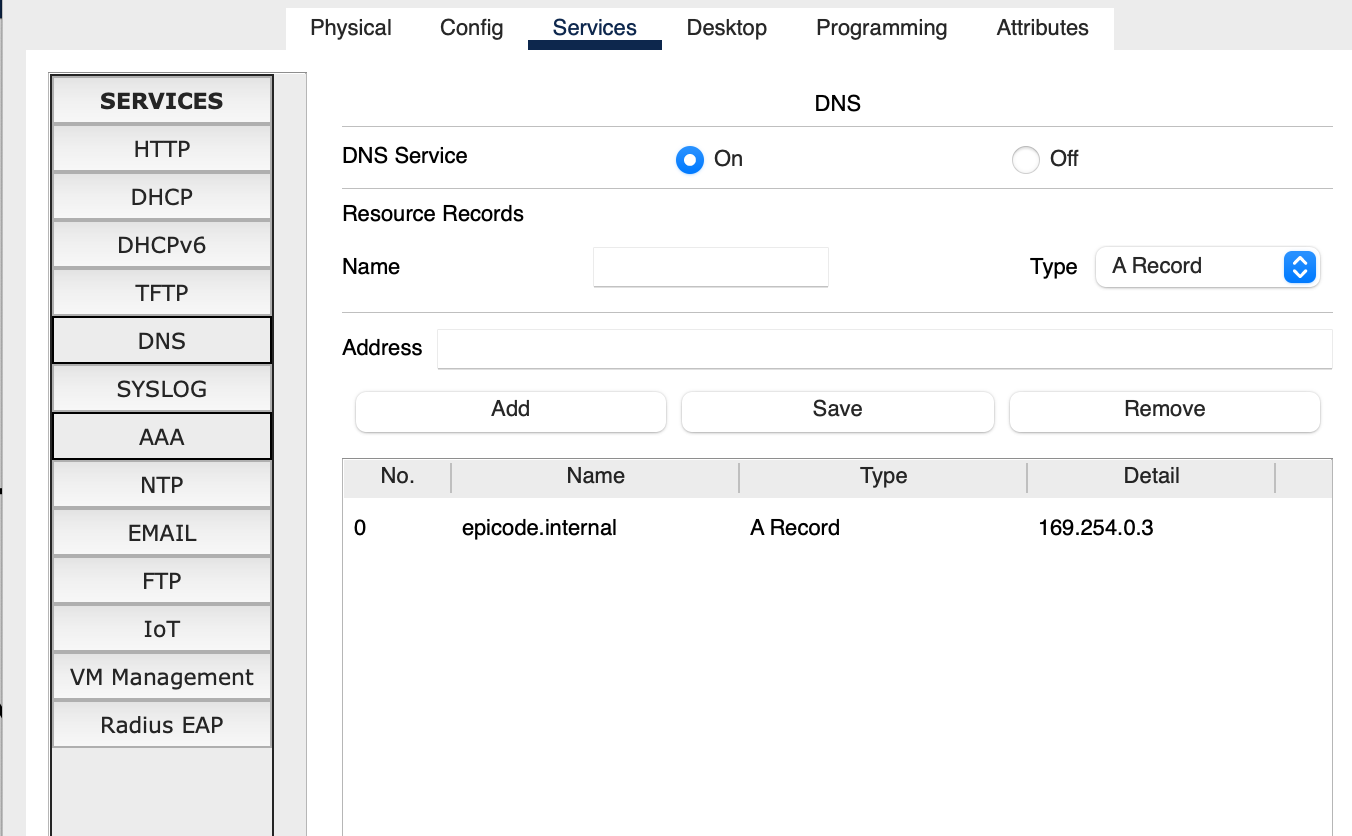 Physical Config Services Desktop Programming Attributes
SERVICES
HTTP
DHCP
DHCPv6
TFTP
DNS
SYSLOG
AAA
NTP
EMAIL
FTP
IoT
VM Management
Radius EAP
DNS
DNS Service On Off
Resource Records
Name Type A Record
Address
Add Save Remove
No. Name Type Detail
0 epicode.internal A Record 169.254.0.3